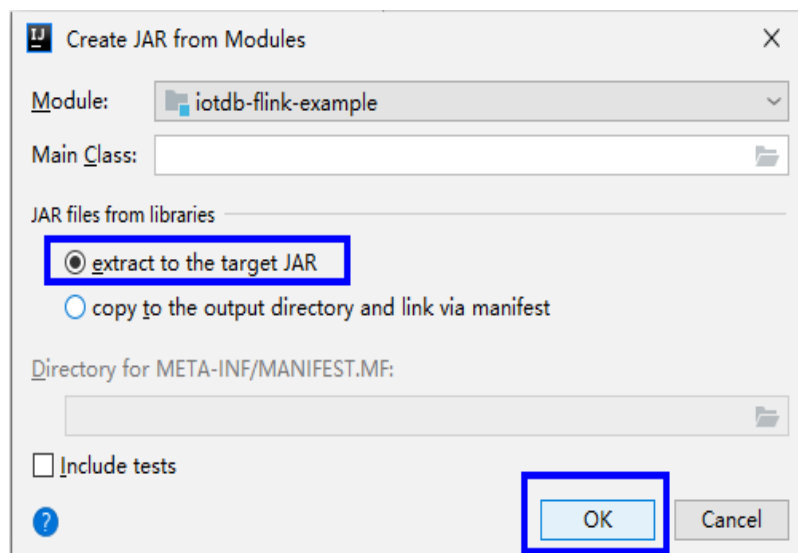 IJ
Create JAR from Modules
Module: iotdb-flink-example
Main Class:
JAR files from libraries
extract to the target JAR
copy to the output directory and link via manifest
Directory for META-INF/MANIFEST.MF:
Include tests
? OK Cancel